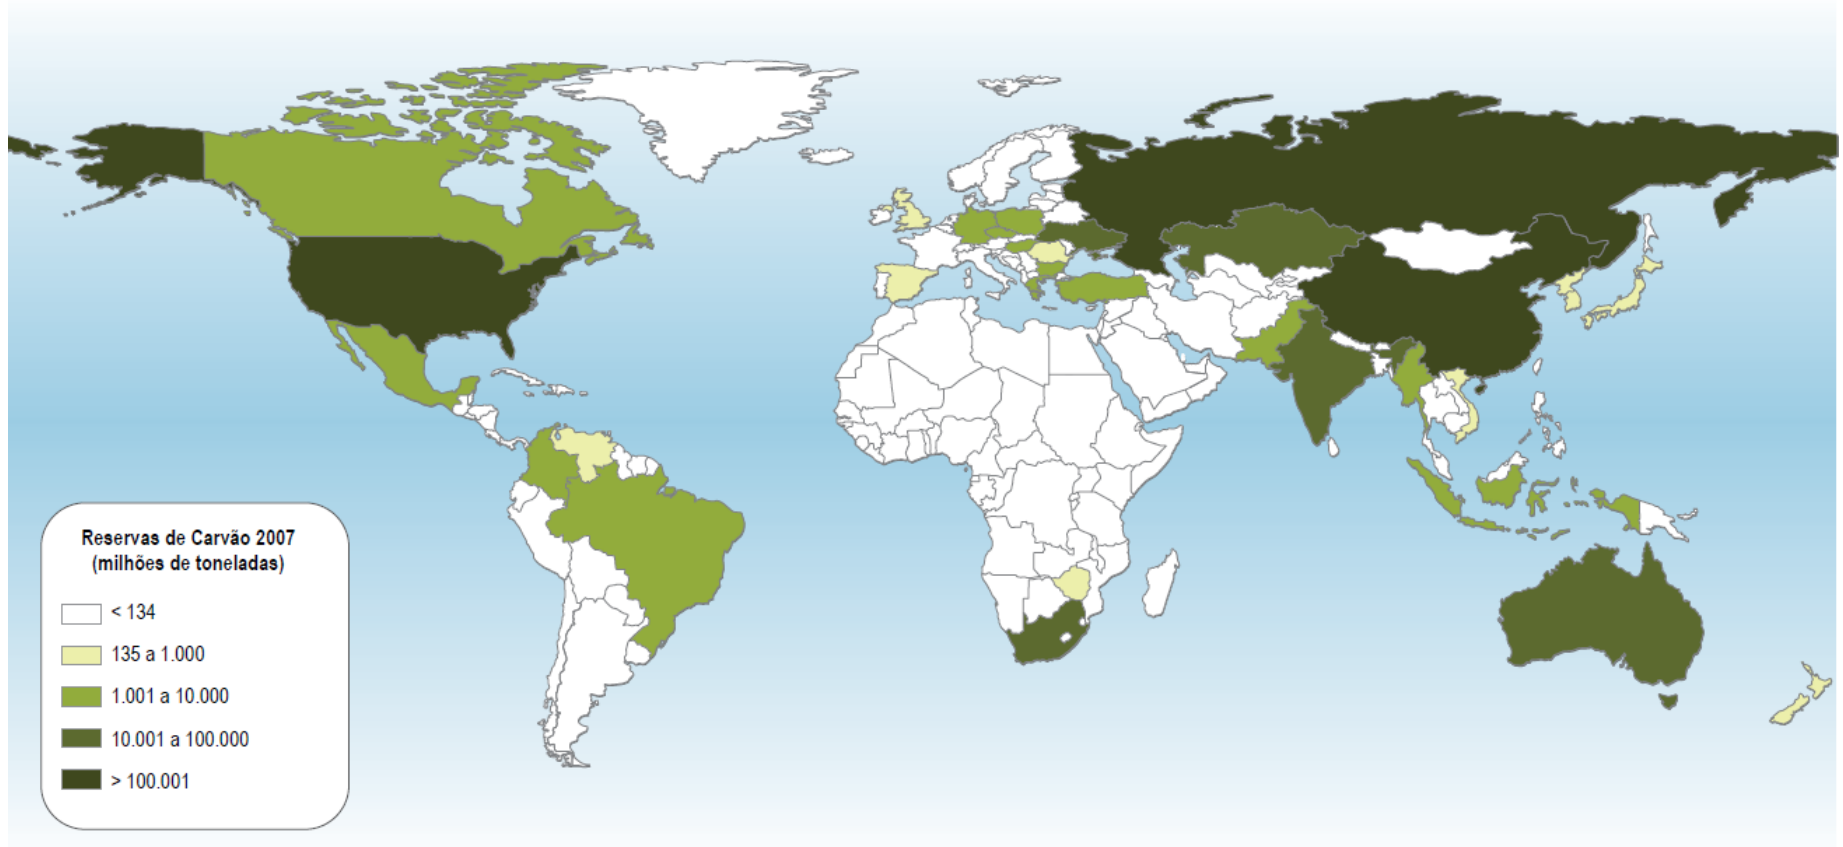 Reservas de Carvão 2007
(milhões de toneladas)
< 134
135 a 1.000
1.001 a 10.000
10.001 a 100.000
> 100.001